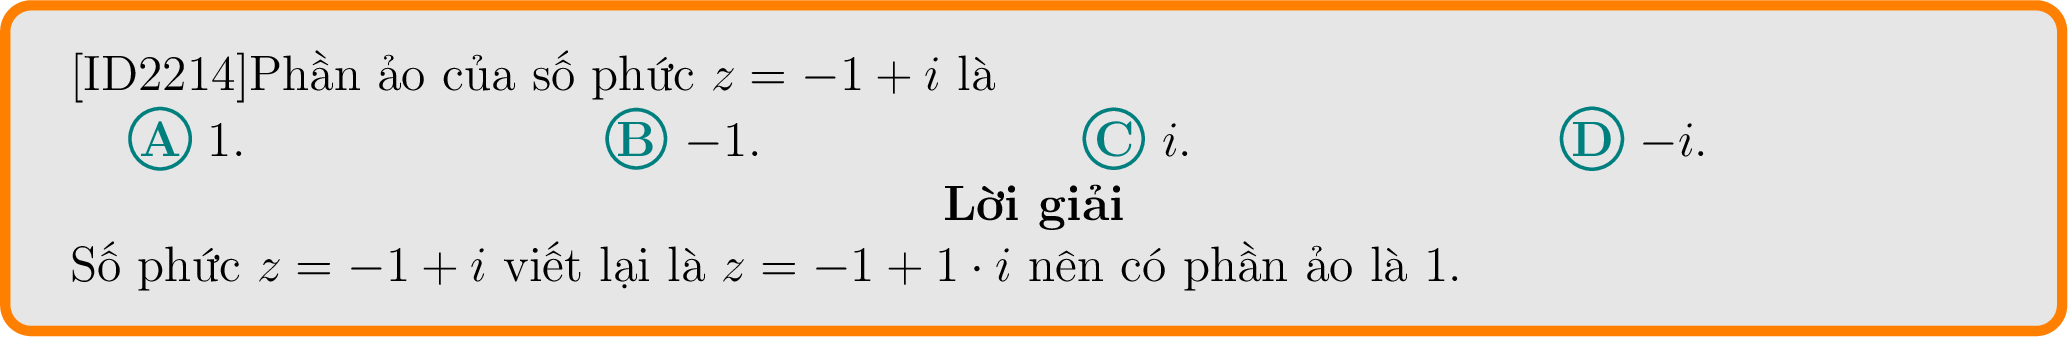 [ID2214]Phần ảo của số phức z = −1 + i là
A 1. B −1. C i. D −i.
Lời giải
Số phức z = −1 + i viết lại là z = −1 + 1 · i nên có phần ảo là 1.